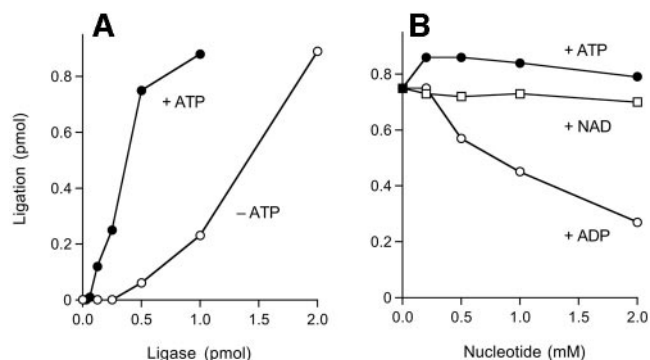 A
B
0.8
0.6
0.4
0.2
0
Ligation (pmol)
+ ATP
– ATP
0.0
0.5
1.0
1.5
2.0
Ligase (pmol)
0.8
0.6
0.4
0.2
0
+ ATP
+ NAD
+ ADP
0.0
0.5
1.0
1.5
2.0
Nucleotide (mM)